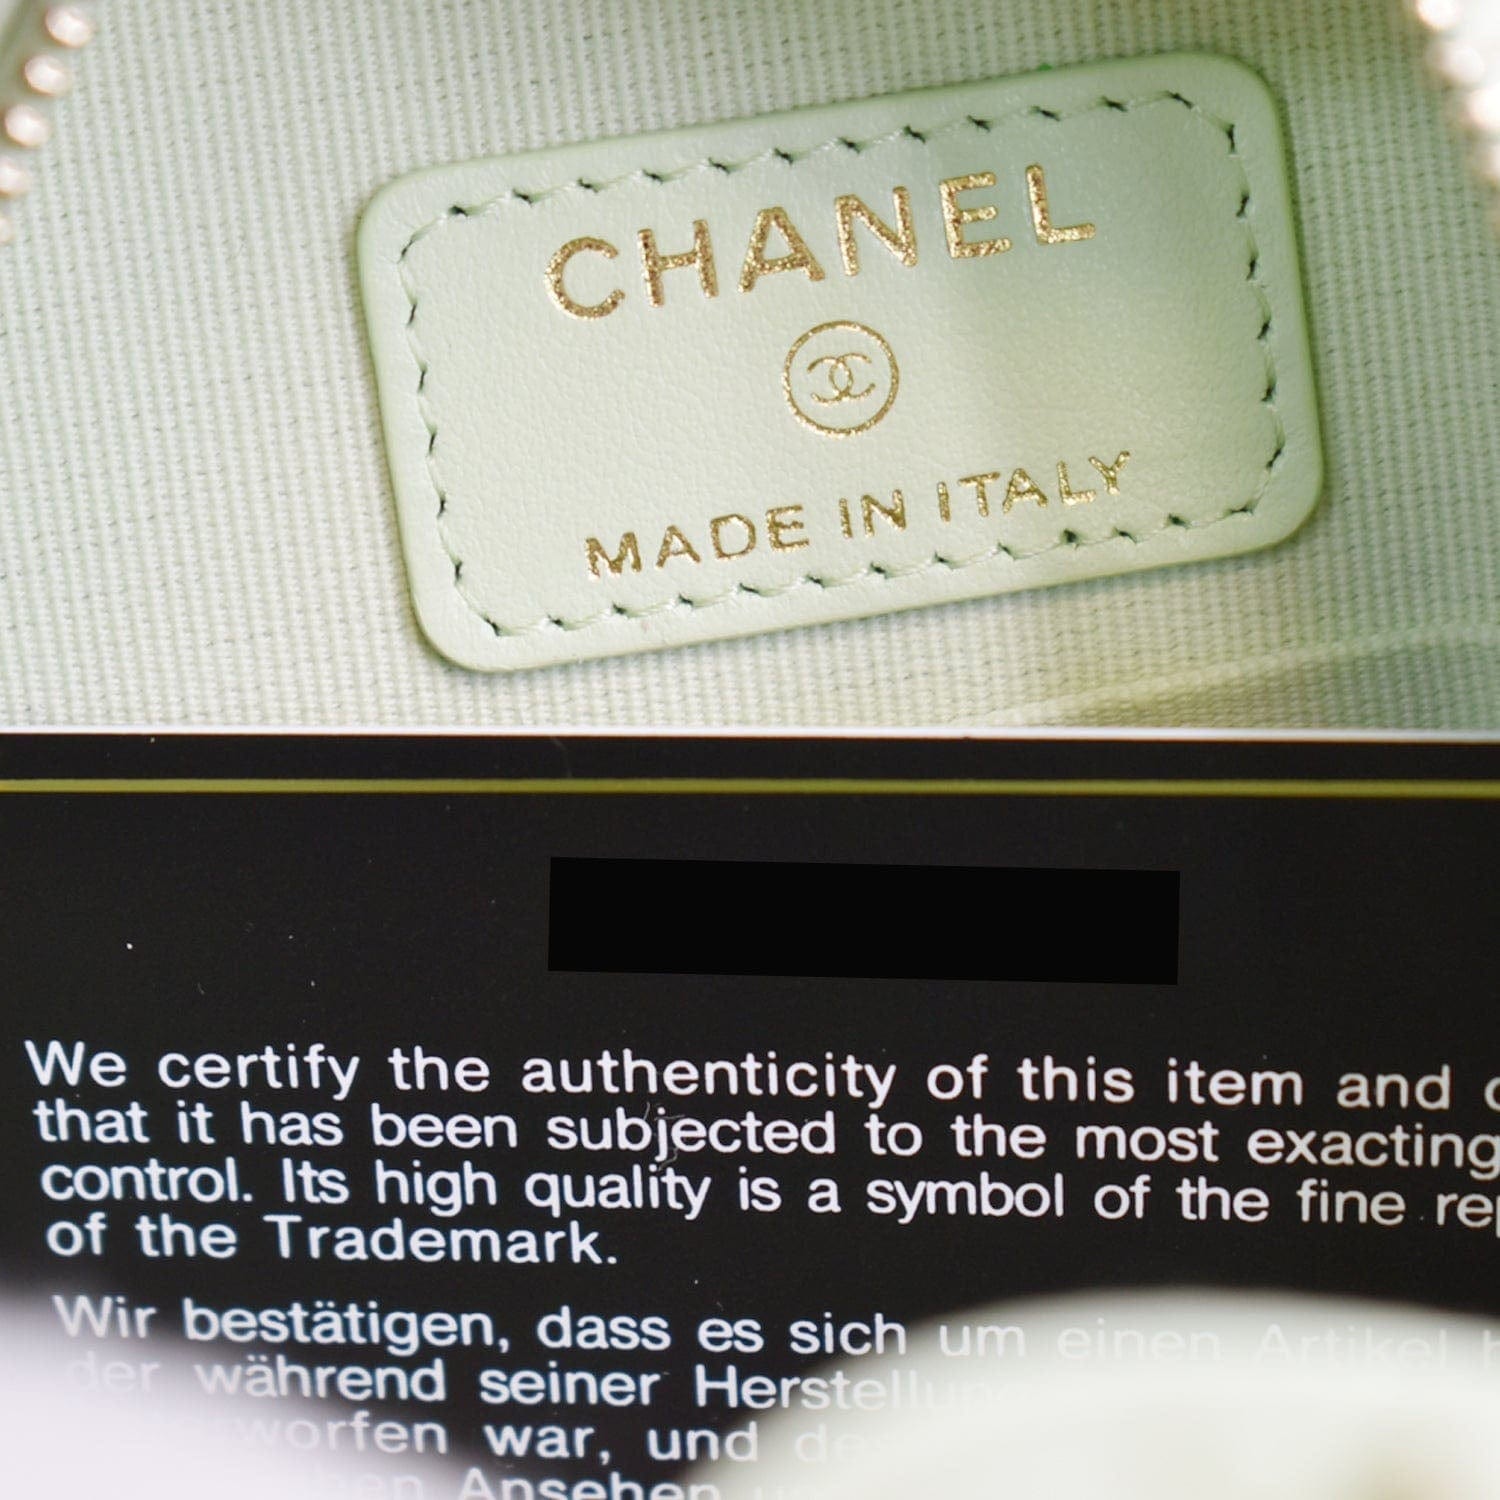 CHANEL
MADE IN ITALY
We certify the authenticity of this item and
that it has been subjected to the most exacting
control. Its high quality is a symbol of the fine
of the Trademark.
Wir bestätigen, dass es sich um einen Artikel
der während seiner
war, und
Ansehen